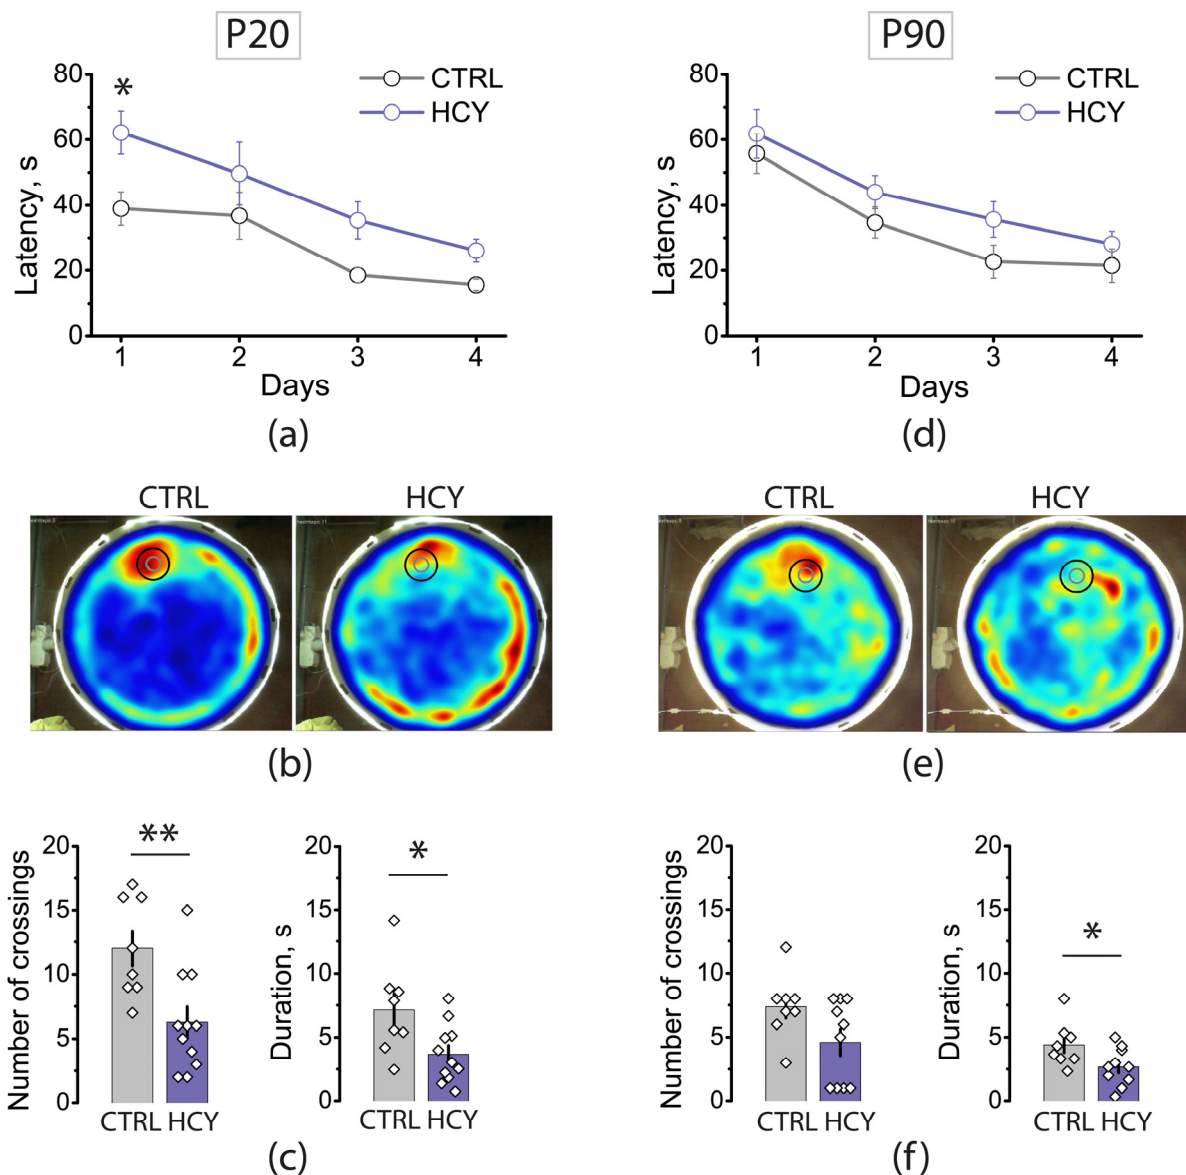 P20
80
60
40
20
0
Latency, s
*
CTRL
HCY
1 2 3 4
Days
(a)
P90
80
60
40
20
0
Latency, s
CTRL
HCY
1 2 3 4
Days
(d)
CTRL HCY
(b)
CTRL HCY
(e)
20
15
10
5
0
Number of crossings
**
CTRL HCY
20
15
10
5
0
Duration, s
*
CTRL HCY
(c)
20
15
10
5
0
Number of crossings
CTRL HCY
20
15
10
5
0
Duration, s
*
CTRL HCY
(f)